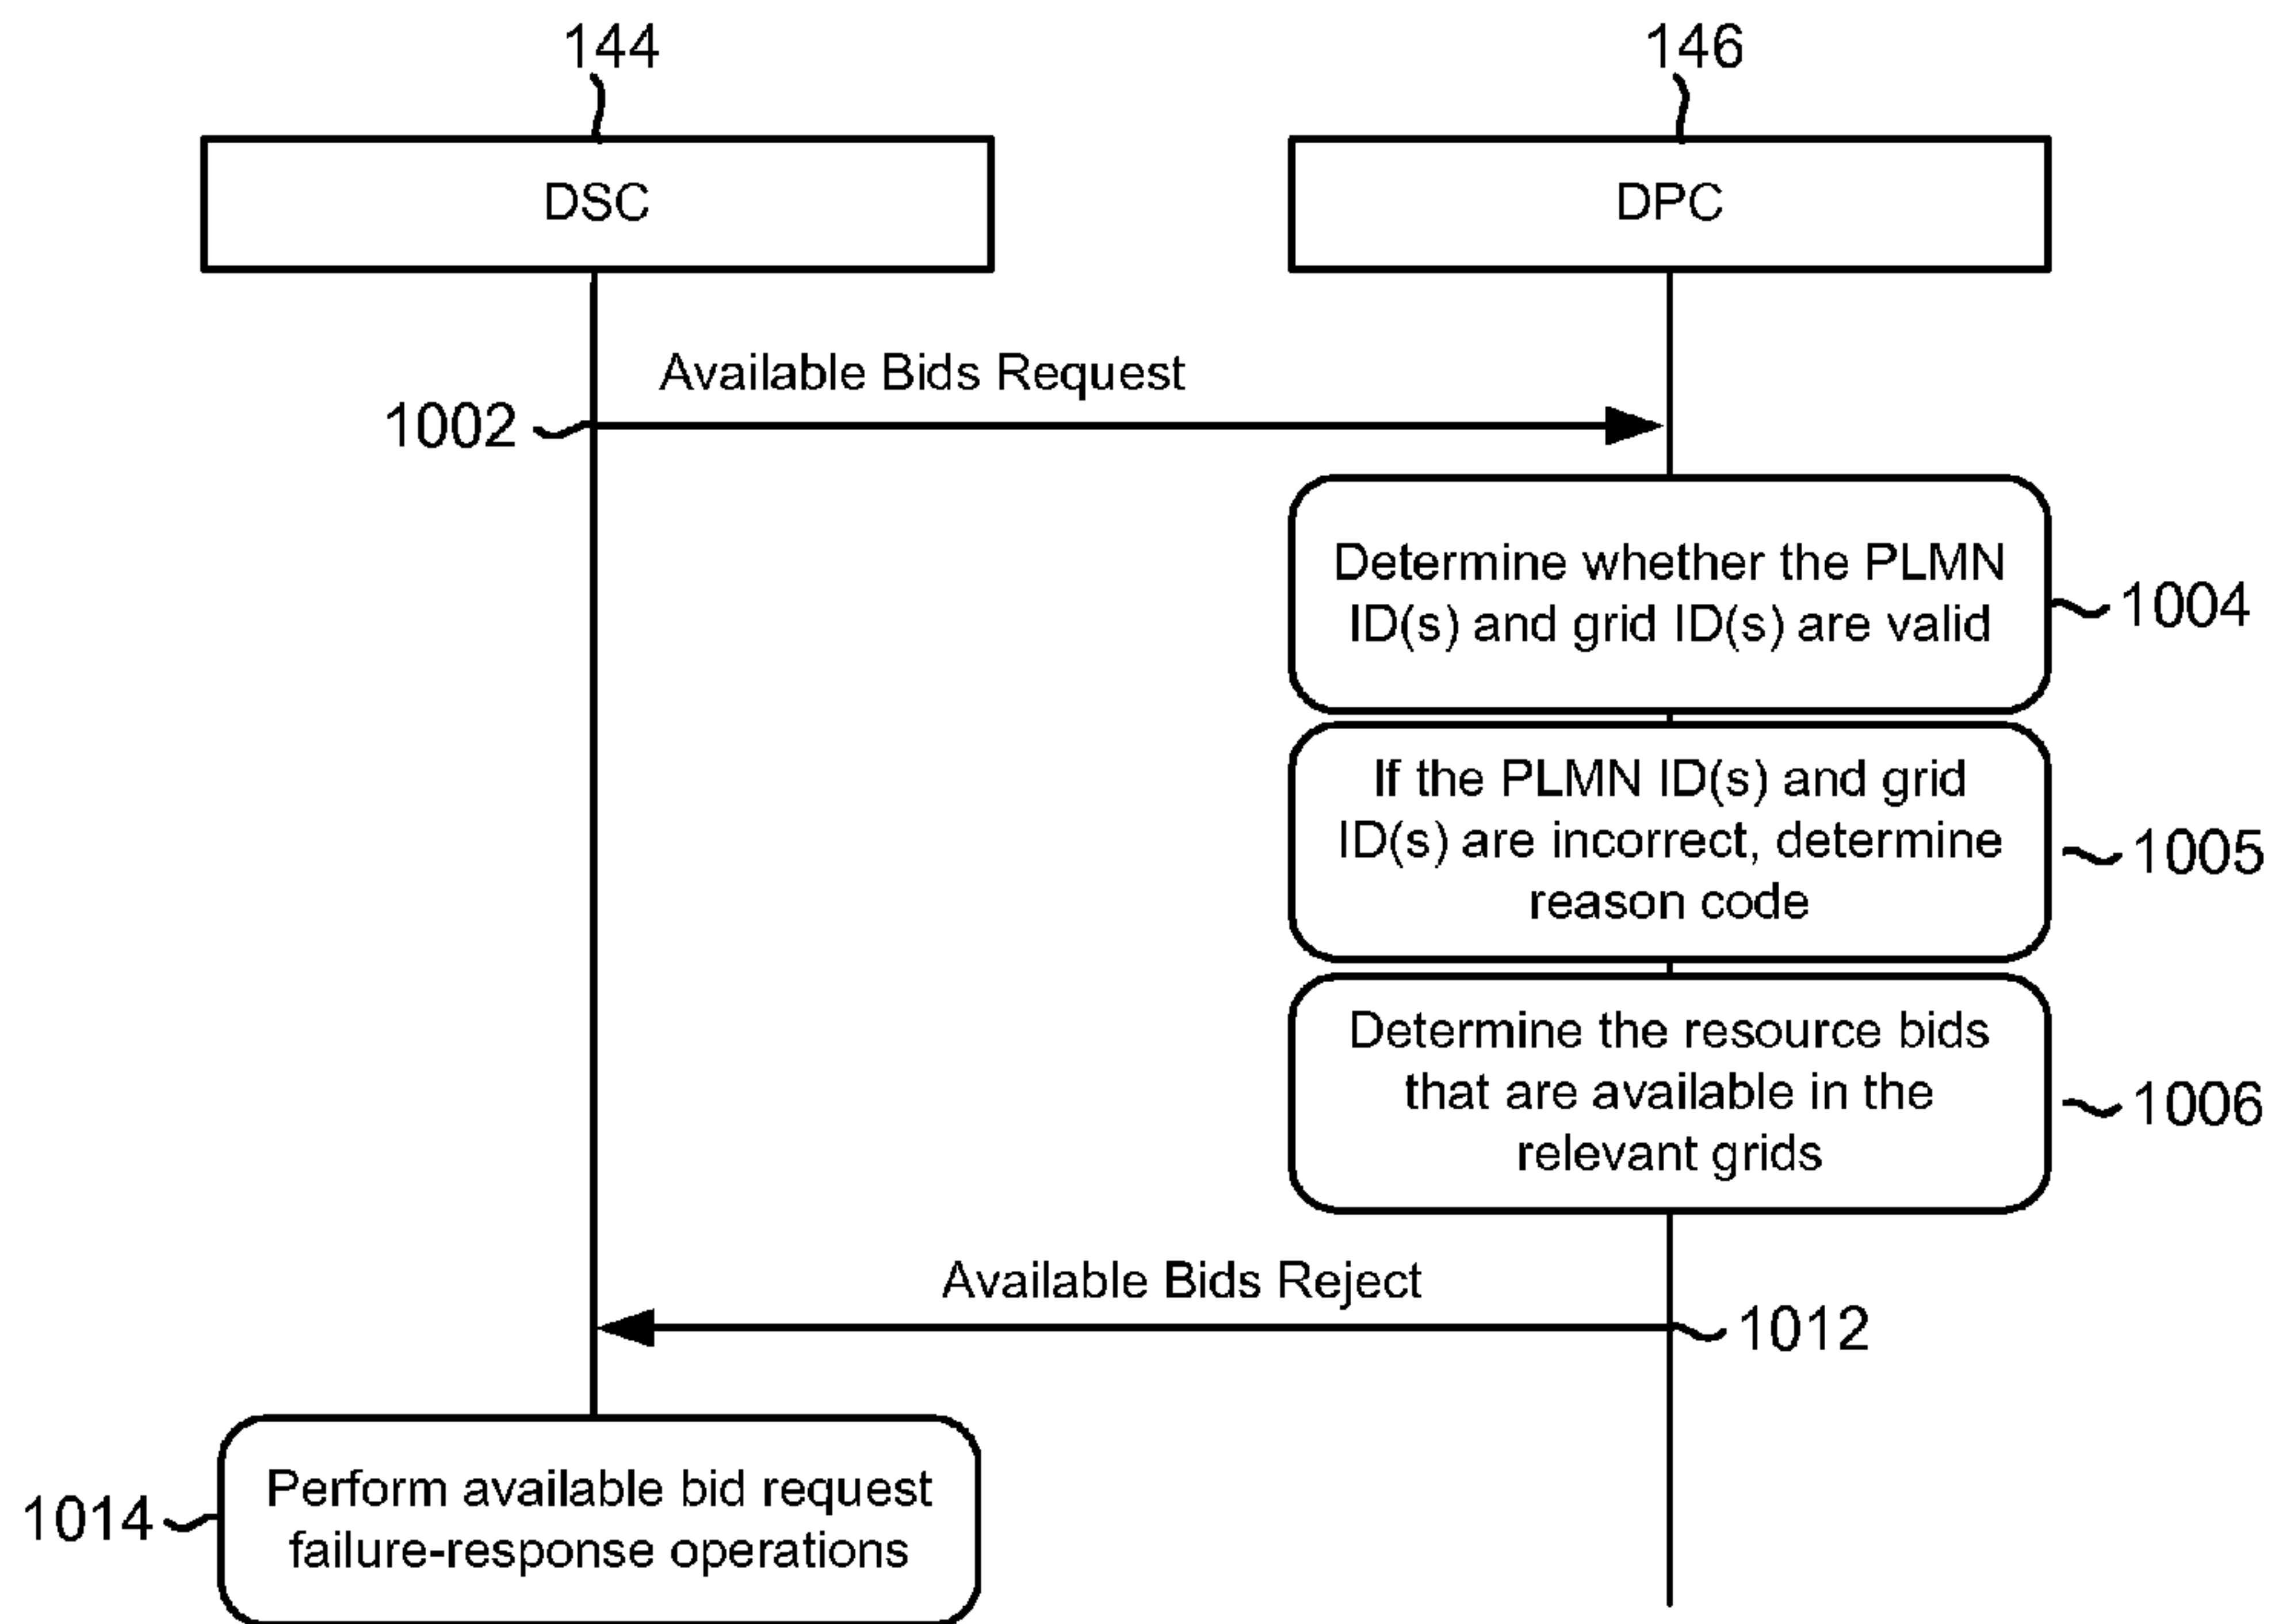 144
146
DSC
DPC
Available Bids Request
1002
Determine whether the PLMN
ID(s) and grid ID(s) are valid
1004
If the PLMN ID(s) and grid
ID(s) are incorrect, determine
reason code
1005
Determine the resource bids
that are available in the
relevant grids
1006
Available Bids Reject
1012
1014
Perform available bid request
failure-response operations